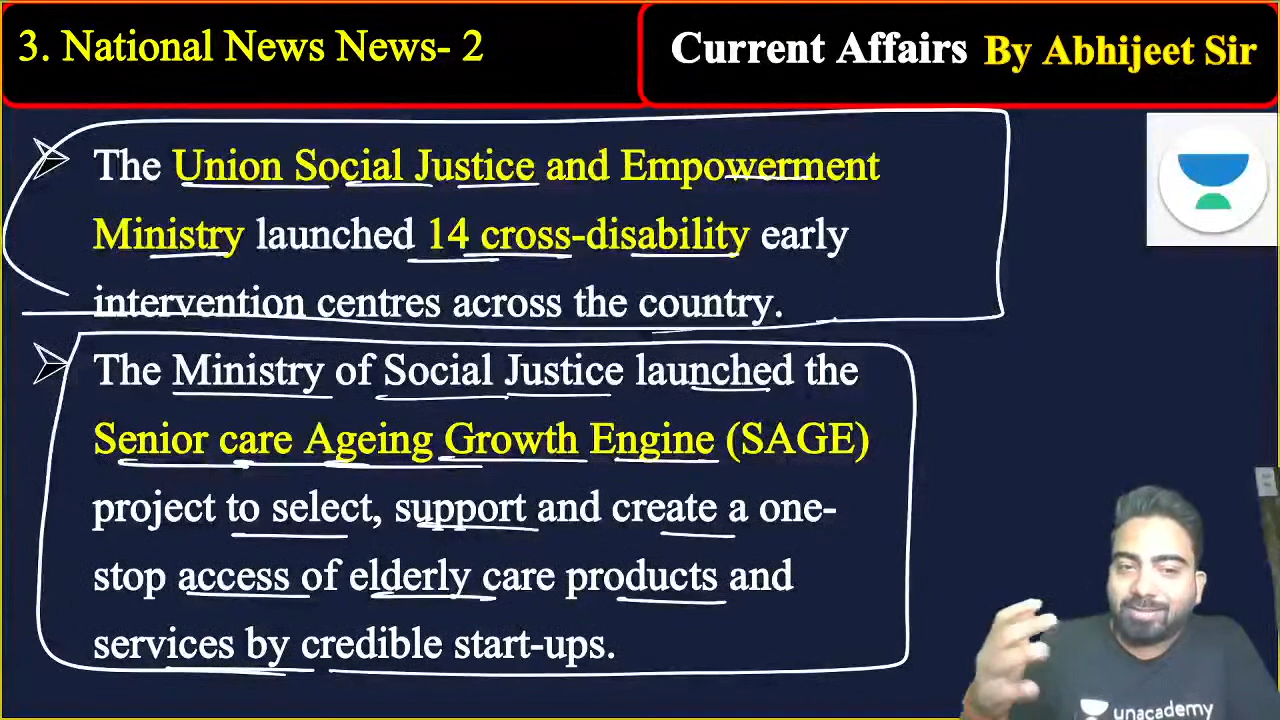 3. National News News- 2
Current Affairs By Abhijeet Sir
The Union Social Justice and Empowerment
Ministry launched 14 cross-disability early
intervention centres across the country.
The Ministry of Social Justice launched the
Senior care Ageing Growth Engine (SAGE)
project to select, support and create a one-
stop access of elderly care products and
services by credible start-ups.
unacademy